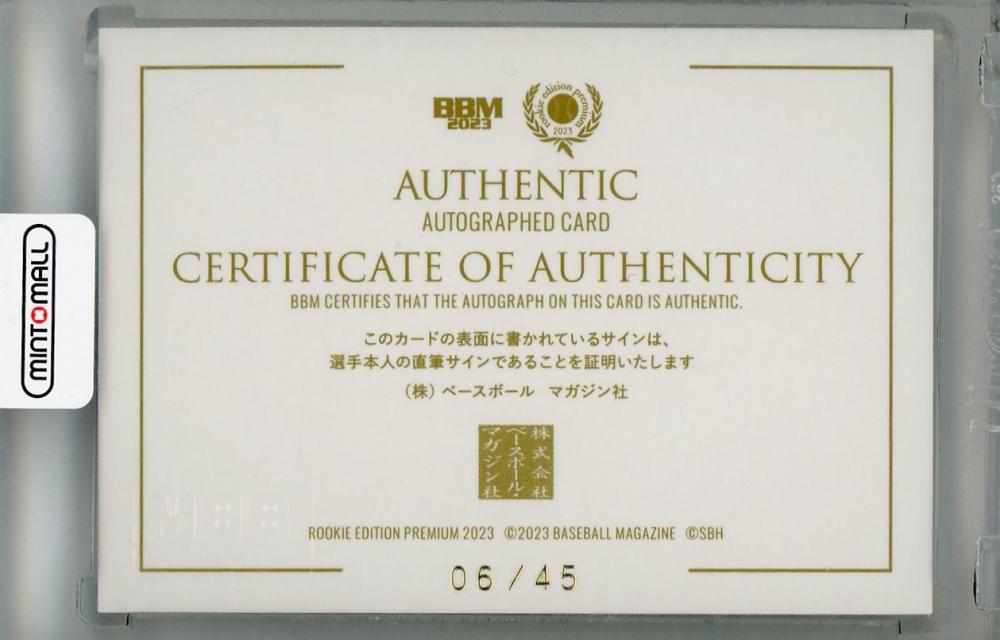 BBM
2023
rookie edition premium
2023
AUTHENTIC
AUTOGRAPHED CARD
CERTIFICATE OF AUTHENTICITY
BBM CERTIFIES THAT THE AUTOGRAPH ON THIS CARD IS AUTHENTIC.
このカードの表面に書かれているサインは、
選手本人の直筆サインであることを証明いたします
(株)ベースボール マガジン社
株式会社
ベースボール・
マガジン社
ROOKIE EDITION PREMIUM 2023 ©2023 BASEBALL MAGAZINE ©SBH
06/45
MINTOMALL